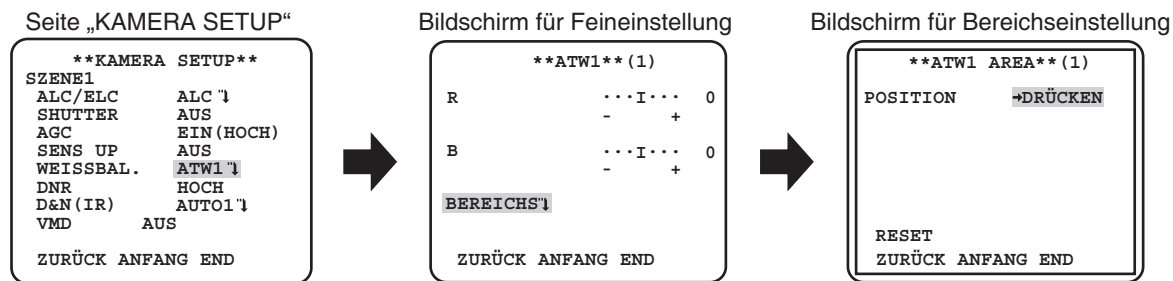 Seite „KAMERA SETUP“
**KAMERA SETUP**
SZENE1
ALC/ELC ALC
SHUTTER AUS
AGC EIN(HOCH)
SENS UP AUS
WEISSBAL. ATW1
DNR HOCH
D&N(IR) AUTO1
VMD AUS
ZURÜCK ANFANG END
Bildschirm für Feineinstellung
**ATW1**(1)
R ···I··· 0
- +
B ···I··· 0
- +
BEREICHS
ZURÜCK ANFANG END
Bildschirm für Bereichseinstellung
**ATW1 AREA**(1)
POSITION →DRÜCKEN
RESET
ZURÜCK ANFANG END